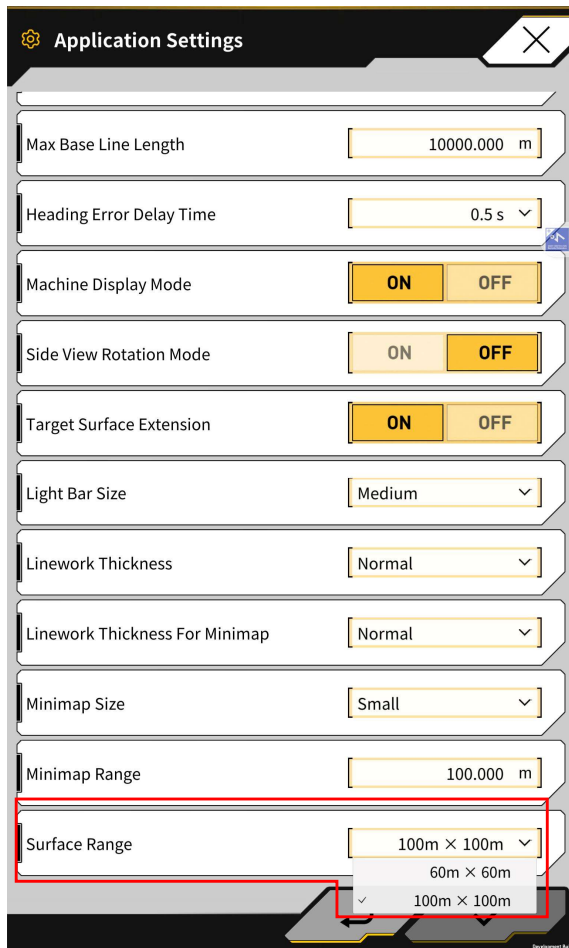 Application Settings
Max Base Line Length 10000.000 m
Heading Error Delay Time 0.5 s
Machine Display Mode ON OFF
Side View Rotation Mode ON OFF
Target Surface Extension ON OFF
Light Bar Size Medium
Linework Thickness Normal
Linework Thickness For Minimap Normal
Minimap Size Small
Minimap Range 100.000 m
Surface Range 100m × 100m
60m × 60m
100m × 100m
Development